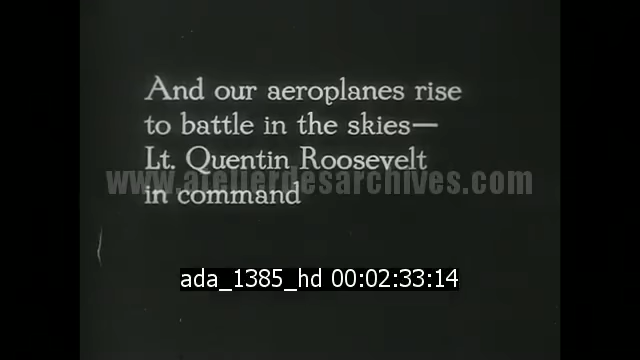 And our aeroplanes rise
to battle in the skies—
Lt. Quentin Roosevelt
www.atelierdesarchives.com
in command
ada_1385_hd 00:02:33:14